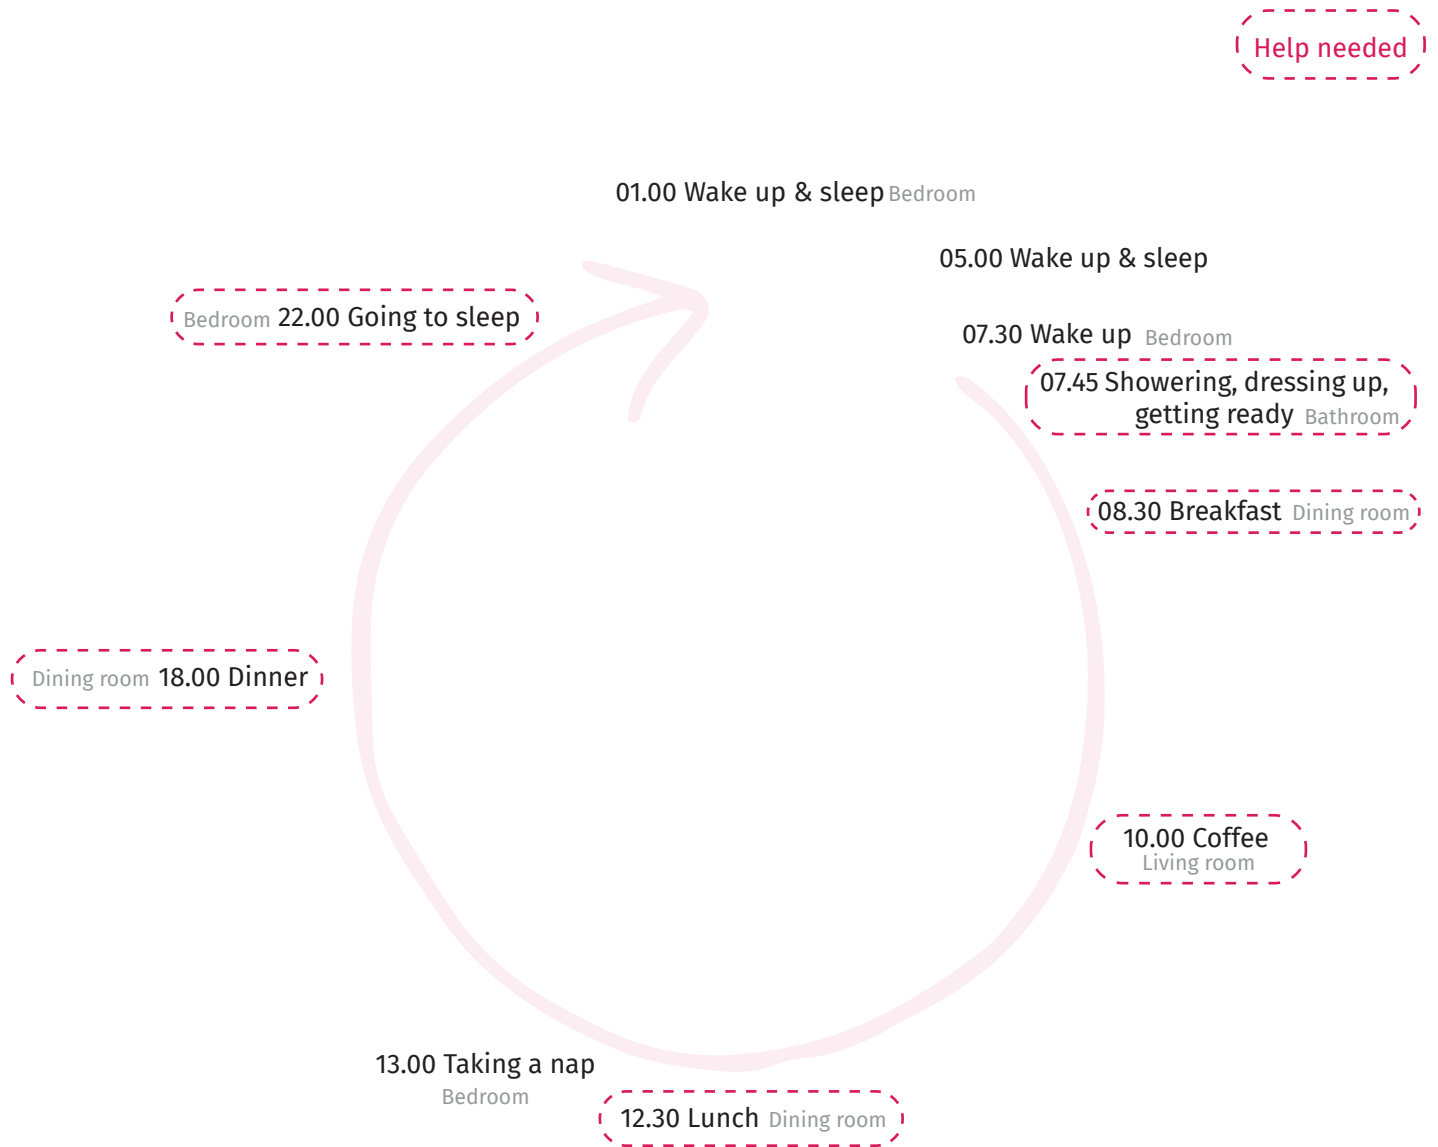 Help needed
01.00 Wake up & sleep Bedroom
05.00 Wake up & sleep
Bedroom 22.00 Going to sleep
07.30 Wake up Bedroom
07.45 Showering, dressing up,
getting ready Bathroom
08.30 Breakfast Dining room
Dining room 18.00 Dinner
10.00 Coffee
Living room
13.00 Taking a nap
Bedroom
12.30 Lunch Dining room